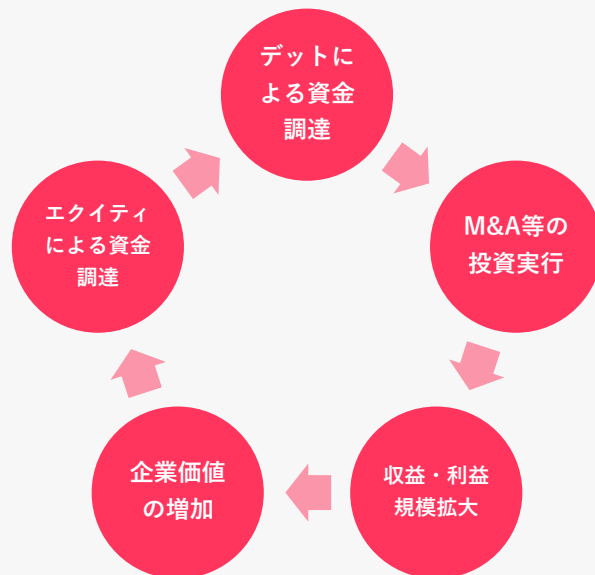 デットに
よる資金
調達
M&A等の
投資実行
収益・利益
規模拡大
企業価値
の増加
エクイティ
による資金
調達